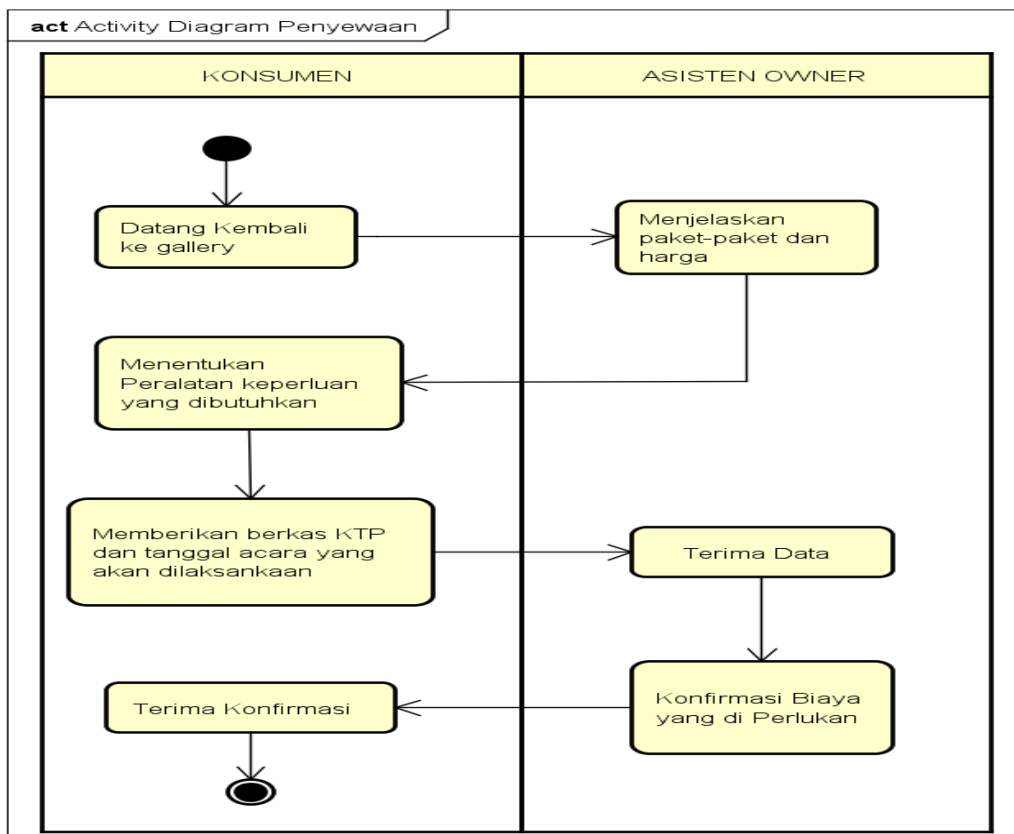 act Activity Diagram Penyewaan
KONSUMEN
ASISTEN OWNER
Datang Kembali
ke gallery
Menjelaskan
paket-paket dan
harga
Menentukan
Peralatan keperluan
yang dibutuhkan
Memberikan berkas KTP
dan tanggal acara yang
akan dilaksankaan
Terima Data
Konfirmasi Biaya
yang di Perlukan
Terima Konfirmasi